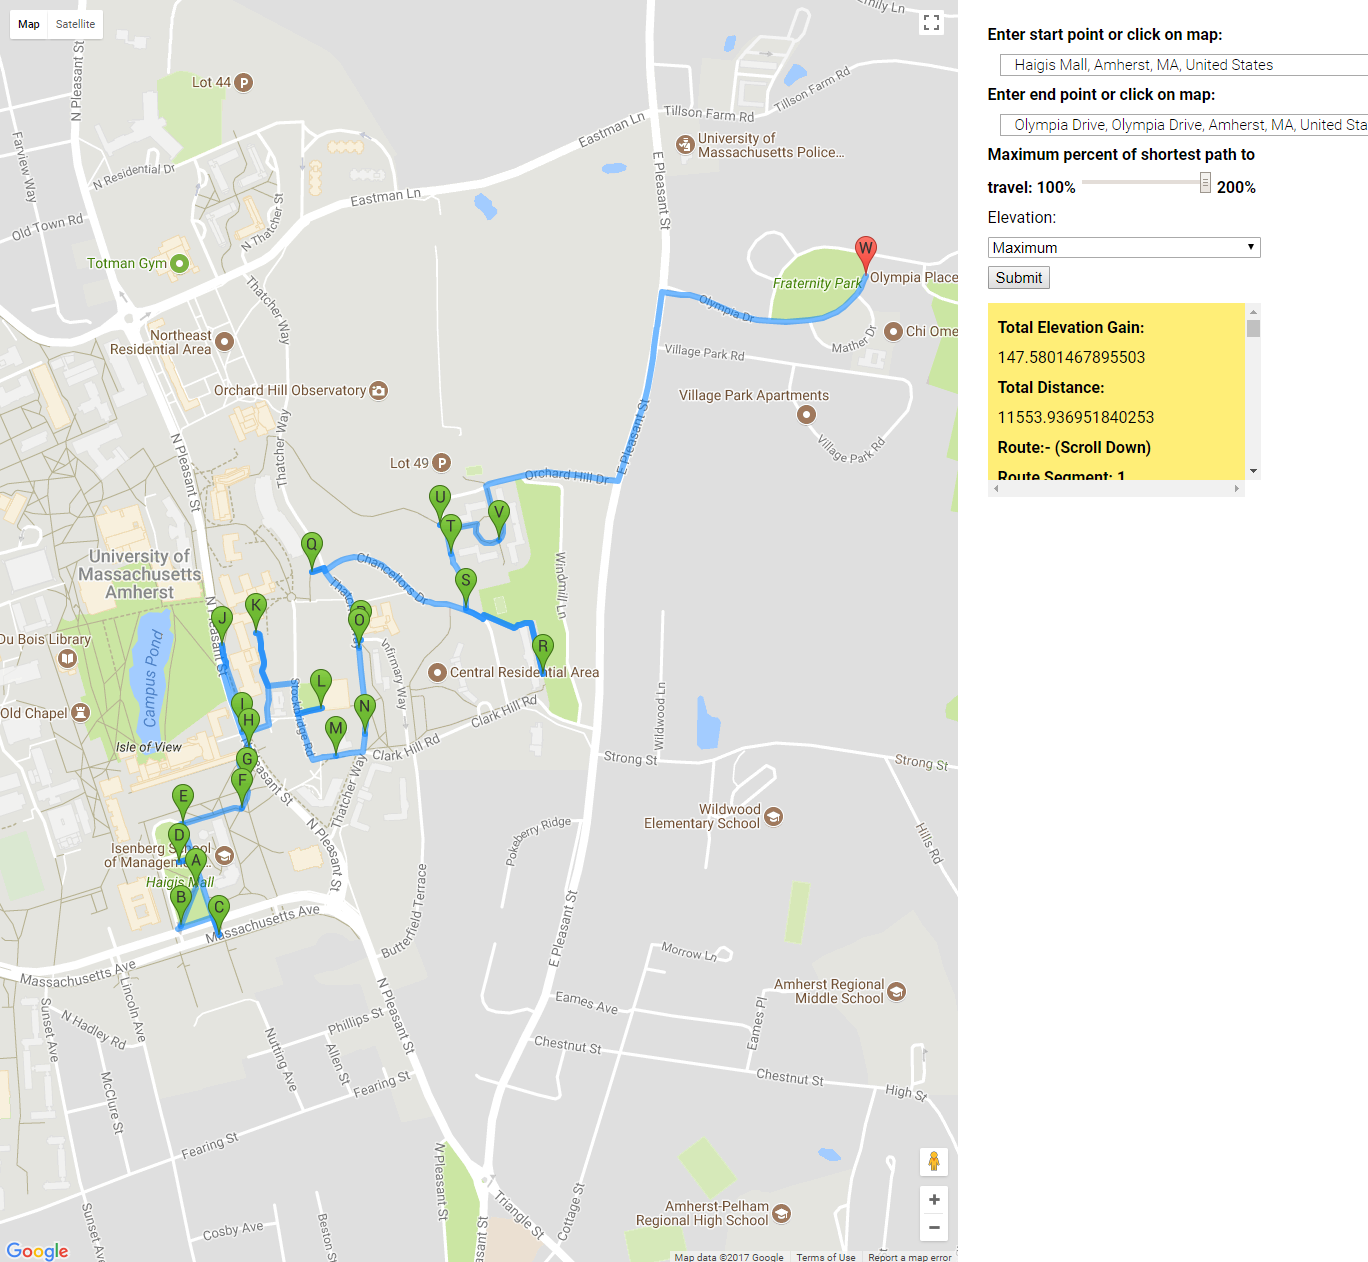 Map
Satellite
Emily Ln
Enter start point or click on map:
Haigis Mall, Amherst, MA, United States
Enter end point or click on map:
Olympia Drive, Olympia Drive, Amherst, MA, United Sta
Maximum percent of shortest path to
travel: 100%
200%
Elevation:
Maximum
Submit
Total Elevation Gain:
147.5801467895503
Total Distance:
11553.936951840253
Route:- (Scroll Down)
Route Segment: 1
N Pleasant St
Lot 44
P
Tillson Farm Rd
Tillson Farm Rd
Eastman Ln
University of
Massachusetts Police...
Farview Way
N Residential Dr
E Pleasant St
Eastman Ln
N Thatcher St
Old Town Rd
Totman Gym
W
Fraternity Park
Olympia Place
Thatcher Way
Olympia Dr
Northeast
Residential Area
Chi Ome
Mather Dr
Village Park Rd
Orchard Hill Observatory
Village Park Apartments
Thatcher Way
E Pleasant St
N Pleasant St
Village Park Rd
Lot 49
P
Orchard Hill Dr
U
V
T
Q
University of
Massachusetts
Amherst
Chancellors Dr
Windmill Ln
S
K
J
O
N Pleasant St
Du Bois Library
Campus Pond
R
Infirmary Way
Central Residential Area
L
Stockbridge Rd
Wildwood Ln
Old Chapel
I
N
H
Clark Hill Rd
M
Isle of View
Clark Hill Rd
G
Strong St
Strong St
F
Pleasant St
Thatcher Way
E
Wildwood
Elementary School
D
N Pleasant St
Pokeberry Ridge
Hills Rd
Isenberg School
of Management...
A
Haigis Mall
B
C
Butterfield Terrace
Massachusetts Ave
E Pleasant St
Morrow Ln
Massachusetts Ave
Lincoln Ave
Amherst Regional
Middle School
N Pleasant St
Sunset Ave
N Hadley Rd
Eames Ave
Eames Pl
Phillips St
Nutting Ave
Allen St
Chestnut St
Chestnut St
McClure St
Fearing St
High St
Fearing St
N Pleasant St
Triangle St
Cottage St
Amherst-Pelham
Regional High School
Sunset Ave
Cosby Ave
Beston St
asant St
Google
Map data ©2017 Google
Terms of Use
Report a map error